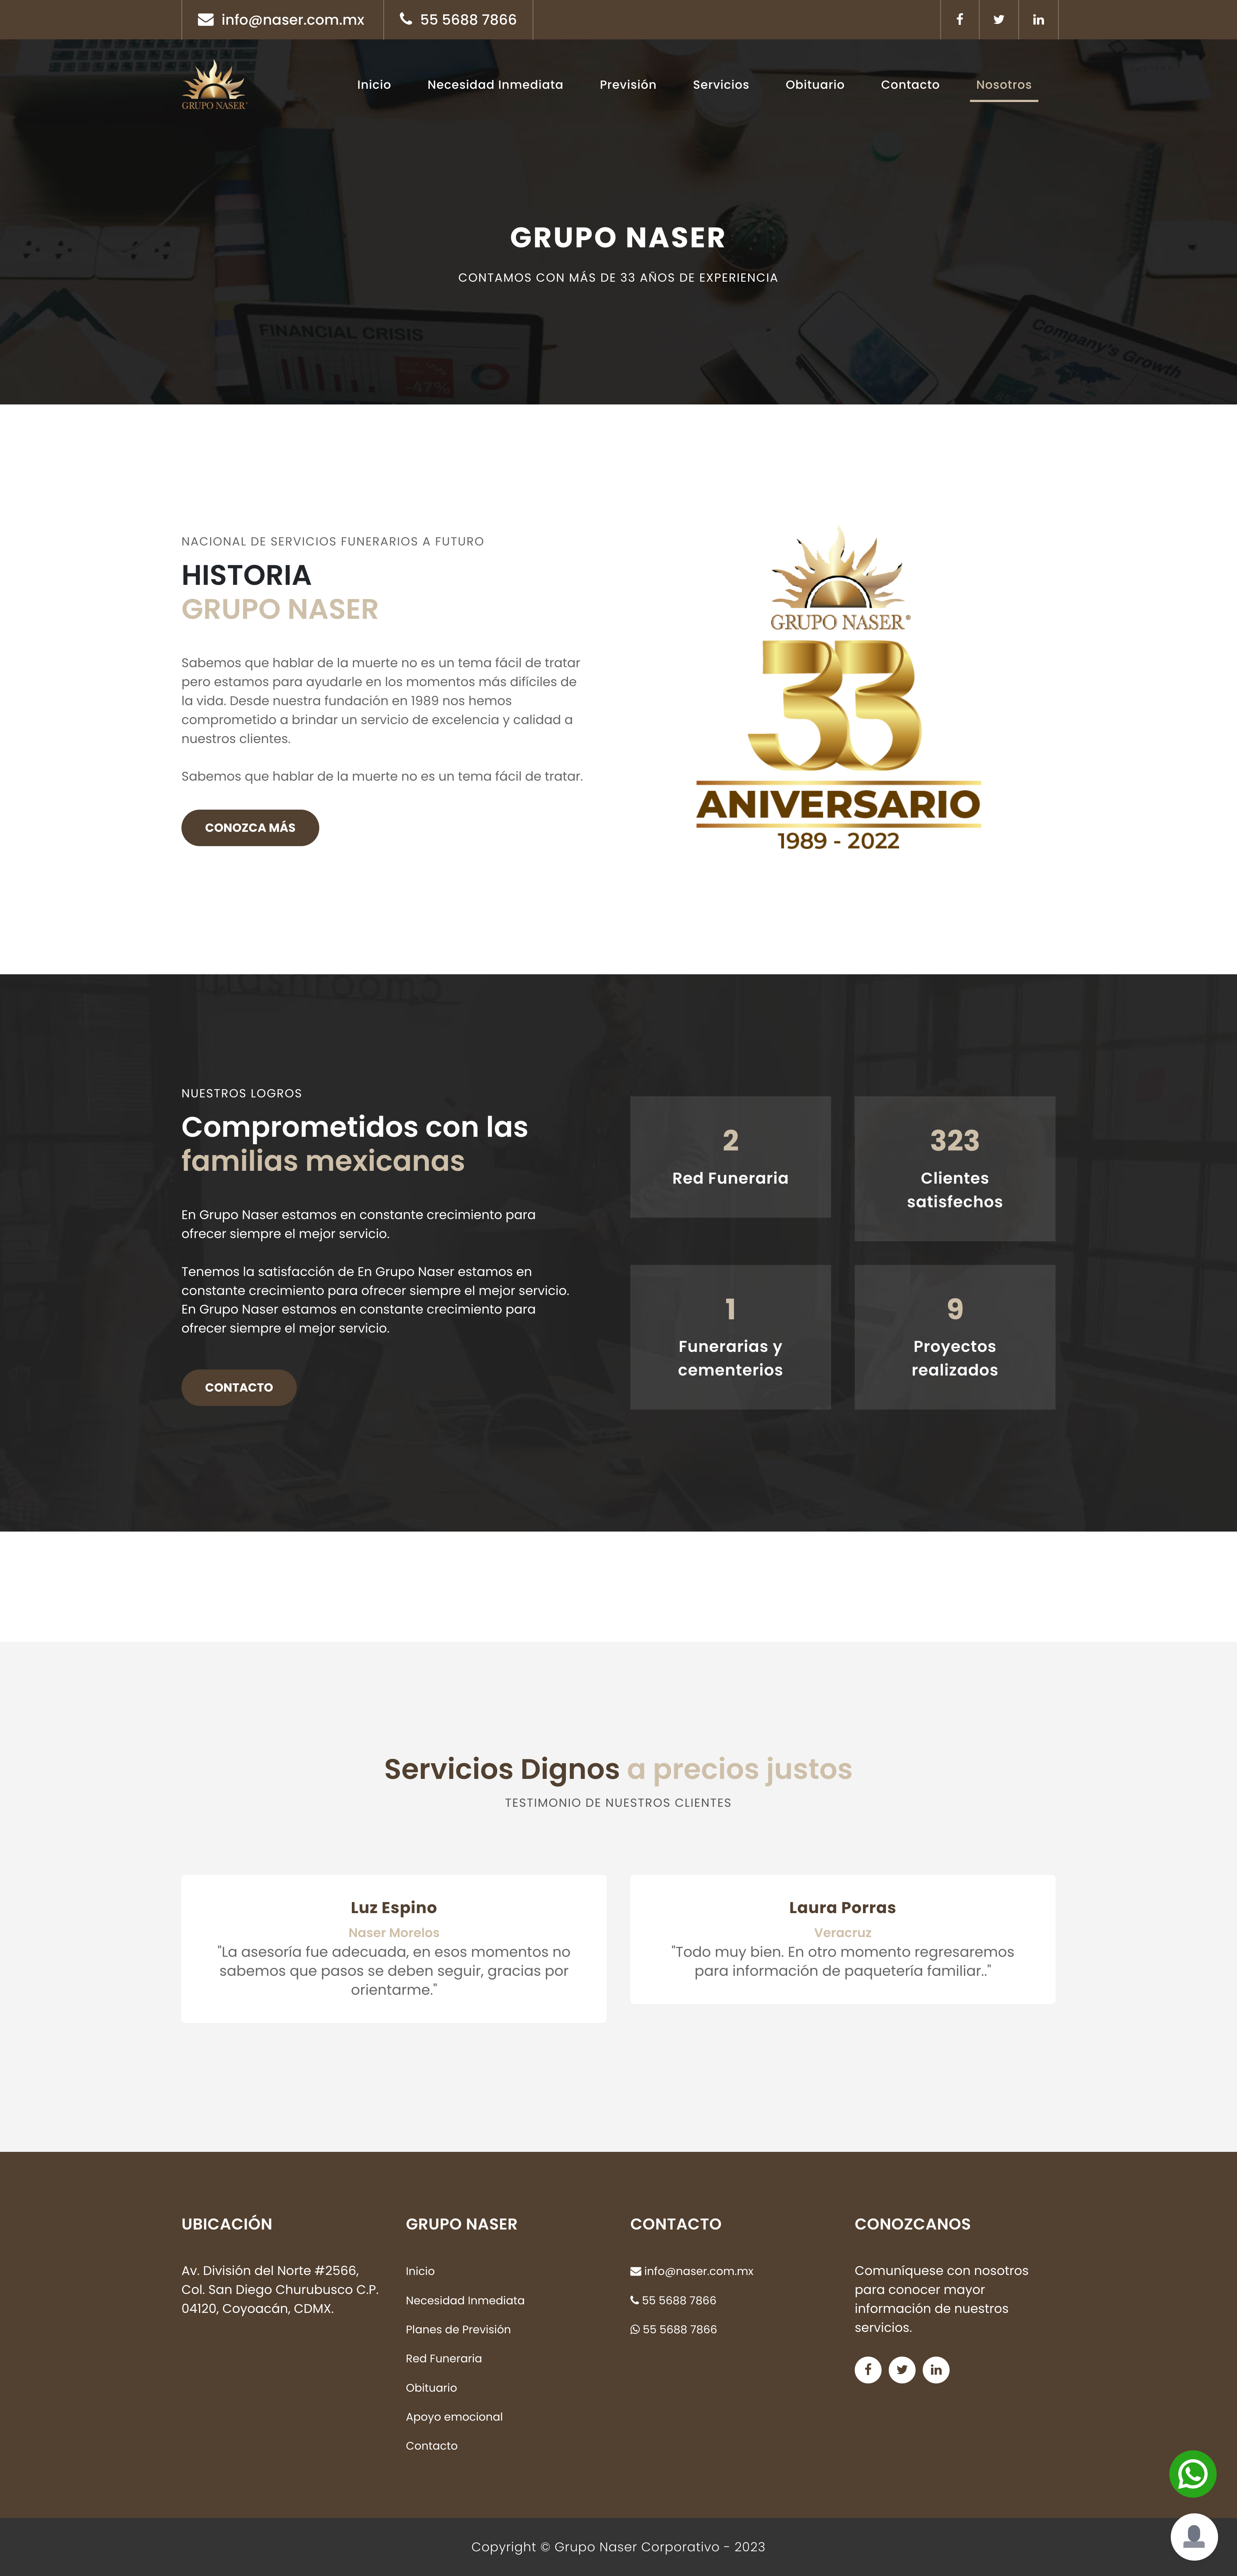 info@naser.com.mx
55 5688 7866
GRUPO NASER®
Inicio
Necesidad Inmediata
Previsión
Servicios
Obituario
Contacto
Nosotros
GRUPO NASER
CONTAMOS CON MÁS DE 33 AÑOS DE EXPERIENCIA
FINANCIAL CRISIS
-47%
Company's Growth
NACIONAL DE SERVICIOS FUNERARIOS A FUTURO
HISTORIA
GRUPO NASER
Sabemos que hablar de la muerte no es un tema fácil de tratar
pero estamos para ayudarle en los momentos más difíciles de
la vida. Desde nuestra fundación en 1989 nos hemos
comprometido a brindar un servicio de excelencia y calidad a
nuestros clientes.
Sabemos que hablar de la muerte no es un tema fácil de tratar.
CONOZCA MÁS
GRUPO NASER®
33
ANIVERSARIO
1989 - 2022
NUESTROS LOGROS
Comprometidos con las
familias mexicanas
En Grupo Naser estamos en constante crecimiento para
ofrecer siempre el mejor servicio.
Tenemos la satisfacción de En Grupo Naser estamos en
constante crecimiento para ofrecer siempre el mejor servicio.
En Grupo Naser estamos en constante crecimiento para
ofrecer siempre el mejor servicio.
CONTACTO
2
Red Funeraria
323
Clientes
satisfechos
1
Funerarias y
cementerios
9
Proyectos
realizados
Servicios Dignos a precios justos
TESTIMONIO DE NUESTROS CLIENTES
Luz Espino
Naser Morelos
"La asesoría fue adecuada, en esos momentos no
sabemos que pasos se deben seguir, gracias por
orientarme."
Laura Porras
Veracruz
"Todo muy bien. En otro momento regresaremos
para información de paquetería familiar.."
UBICACIÓN
Av. División del Norte #2566,
Col. San Diego Churubusco C.P.
04120, Coyoacán, CDMX.
GRUPO NASER
Inicio
Necesidad Inmediata
Planes de Previsión
Red Funeraria
Obituario
Apoyo emocional
Contacto
CONTACTO
info@naser.com.mx
55 5688 7866
55 5688 7866
CONOZCANOS
Comuníquese con nosotros
para conocer mayor
información de nuestros
servicios.
Copyright © Grupo Naser Corporativo - 2023